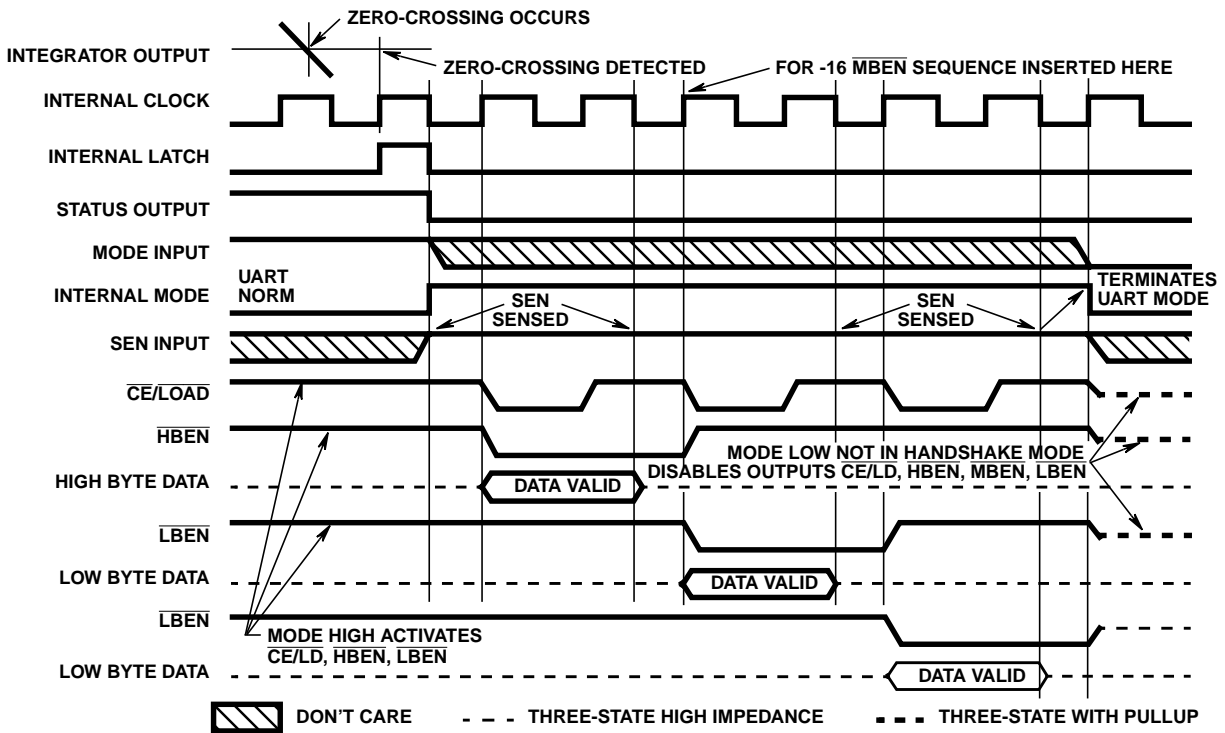 ZERO-CROSSING OCCURS
INTEGRATOR OUTPUT
ZERO-CROSSING DETECTED
FOR -16 MBEN SEQUENCE INSERTED HERE
INTERNAL CLOCK
INTERNAL LATCH
STATUS OUTPUT
MODE INPUT
UART
NORM
TERMINATES
UART MODE
INTERNAL MODE
SEN
SENSED
SEN
SENSED
SEN INPUT
CE/LOAD
HBEN
MODE LOW NOT IN HANDSHAKE MODE
DISABLES OUTPUTS CE/LD, HBEN, MBEN, LBEN
HIGH BYTE DATA
DATA VALID
LBEN
LOW BYTE DATA
DATA VALID
LBEN
MODE HIGH ACTIVATES
CE/LD, HBEN, LBEN
LOW BYTE DATA
DATA VALID
DON'T CARE
THREE-STATE HIGH IMPEDANCE
THREE-STATE WITH PULLUP